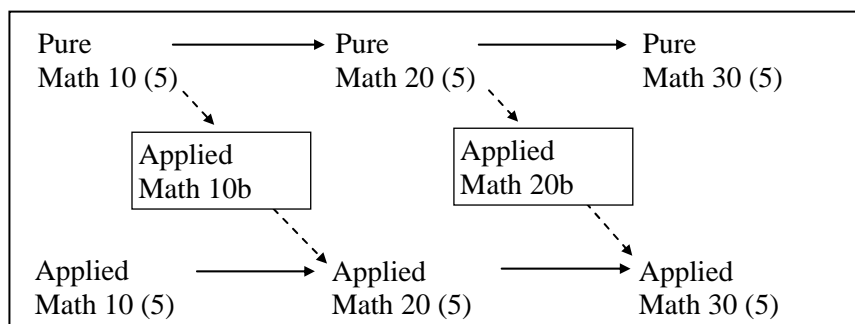 Pure
Math 10 (5)
Pure
Math 20 (5)
Pure
Math 30 (5)
Applied
Math 10b
Applied
Math 20b
Applied
Math 10 (5)
Applied
Math 20 (5)
Applied
Math 30 (5)